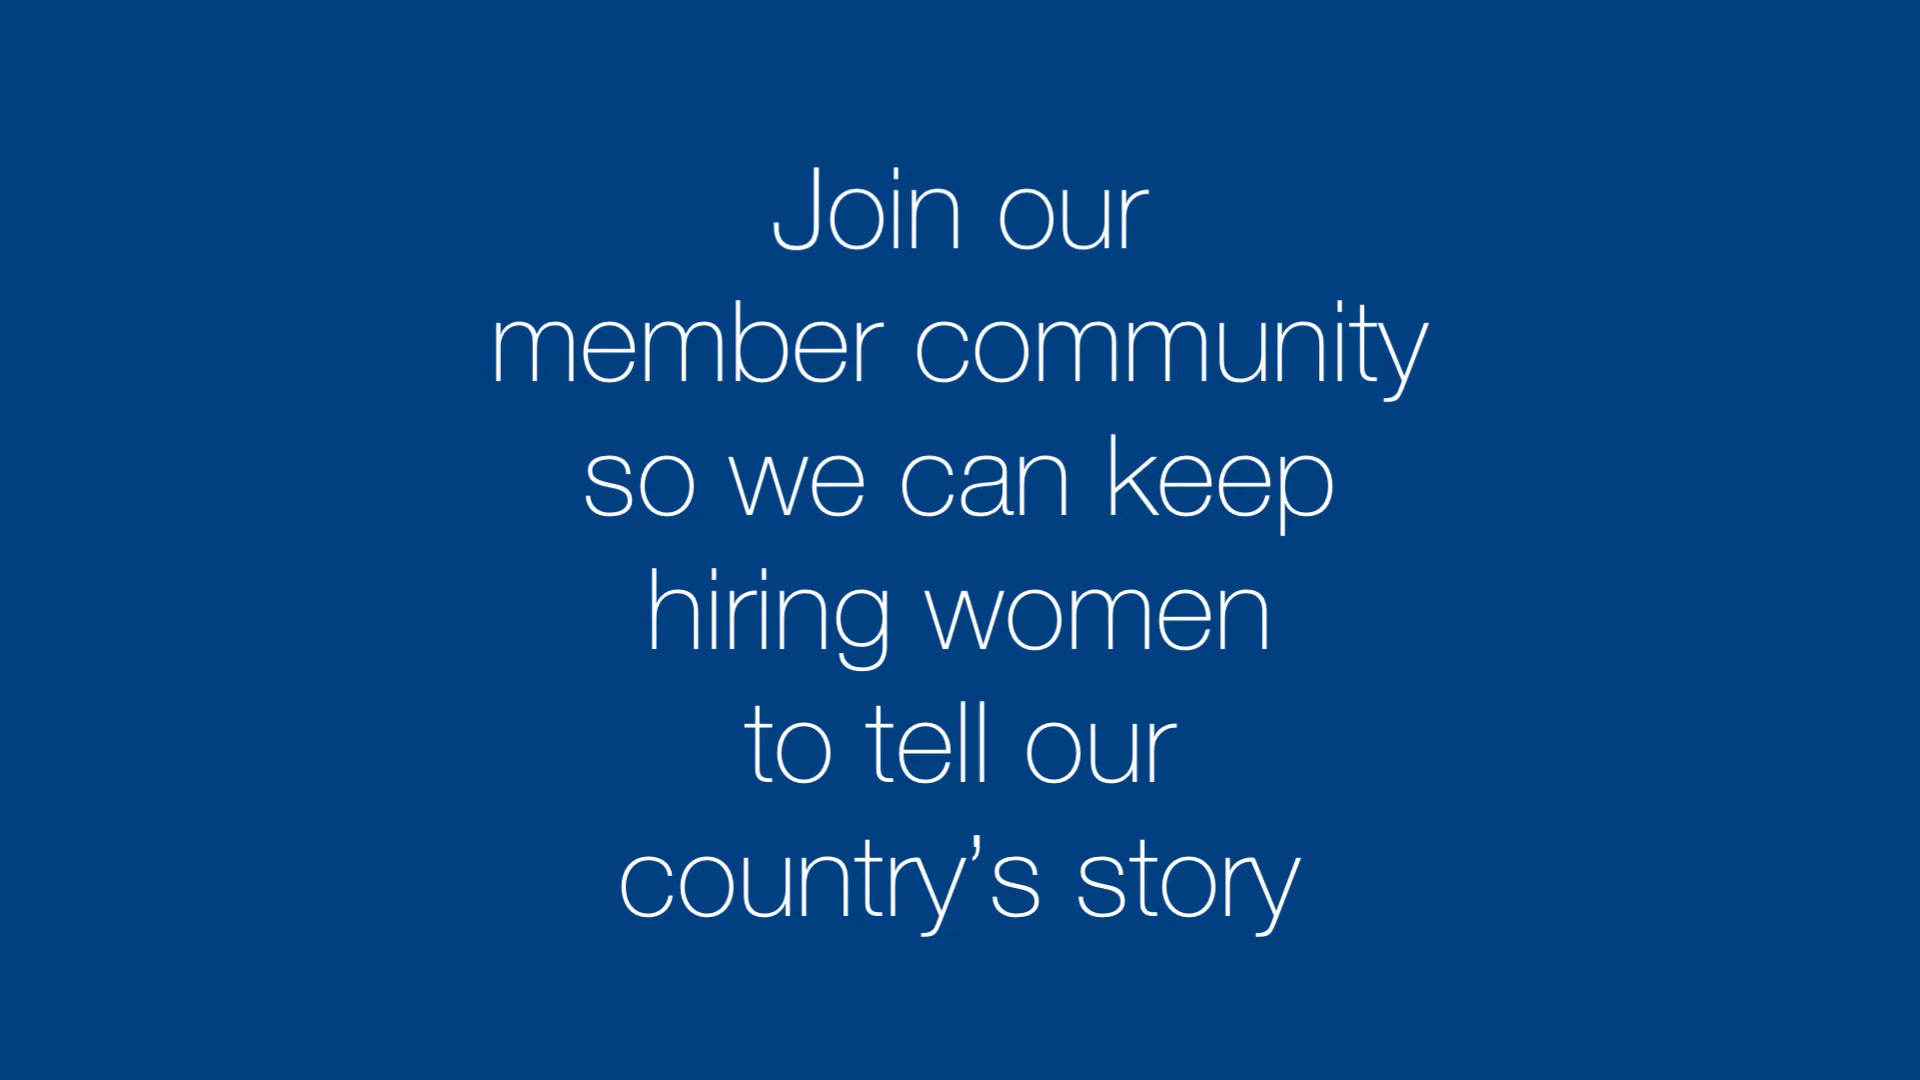 Join our
member community
so we can keep
hiring women
to tell our
country’s story